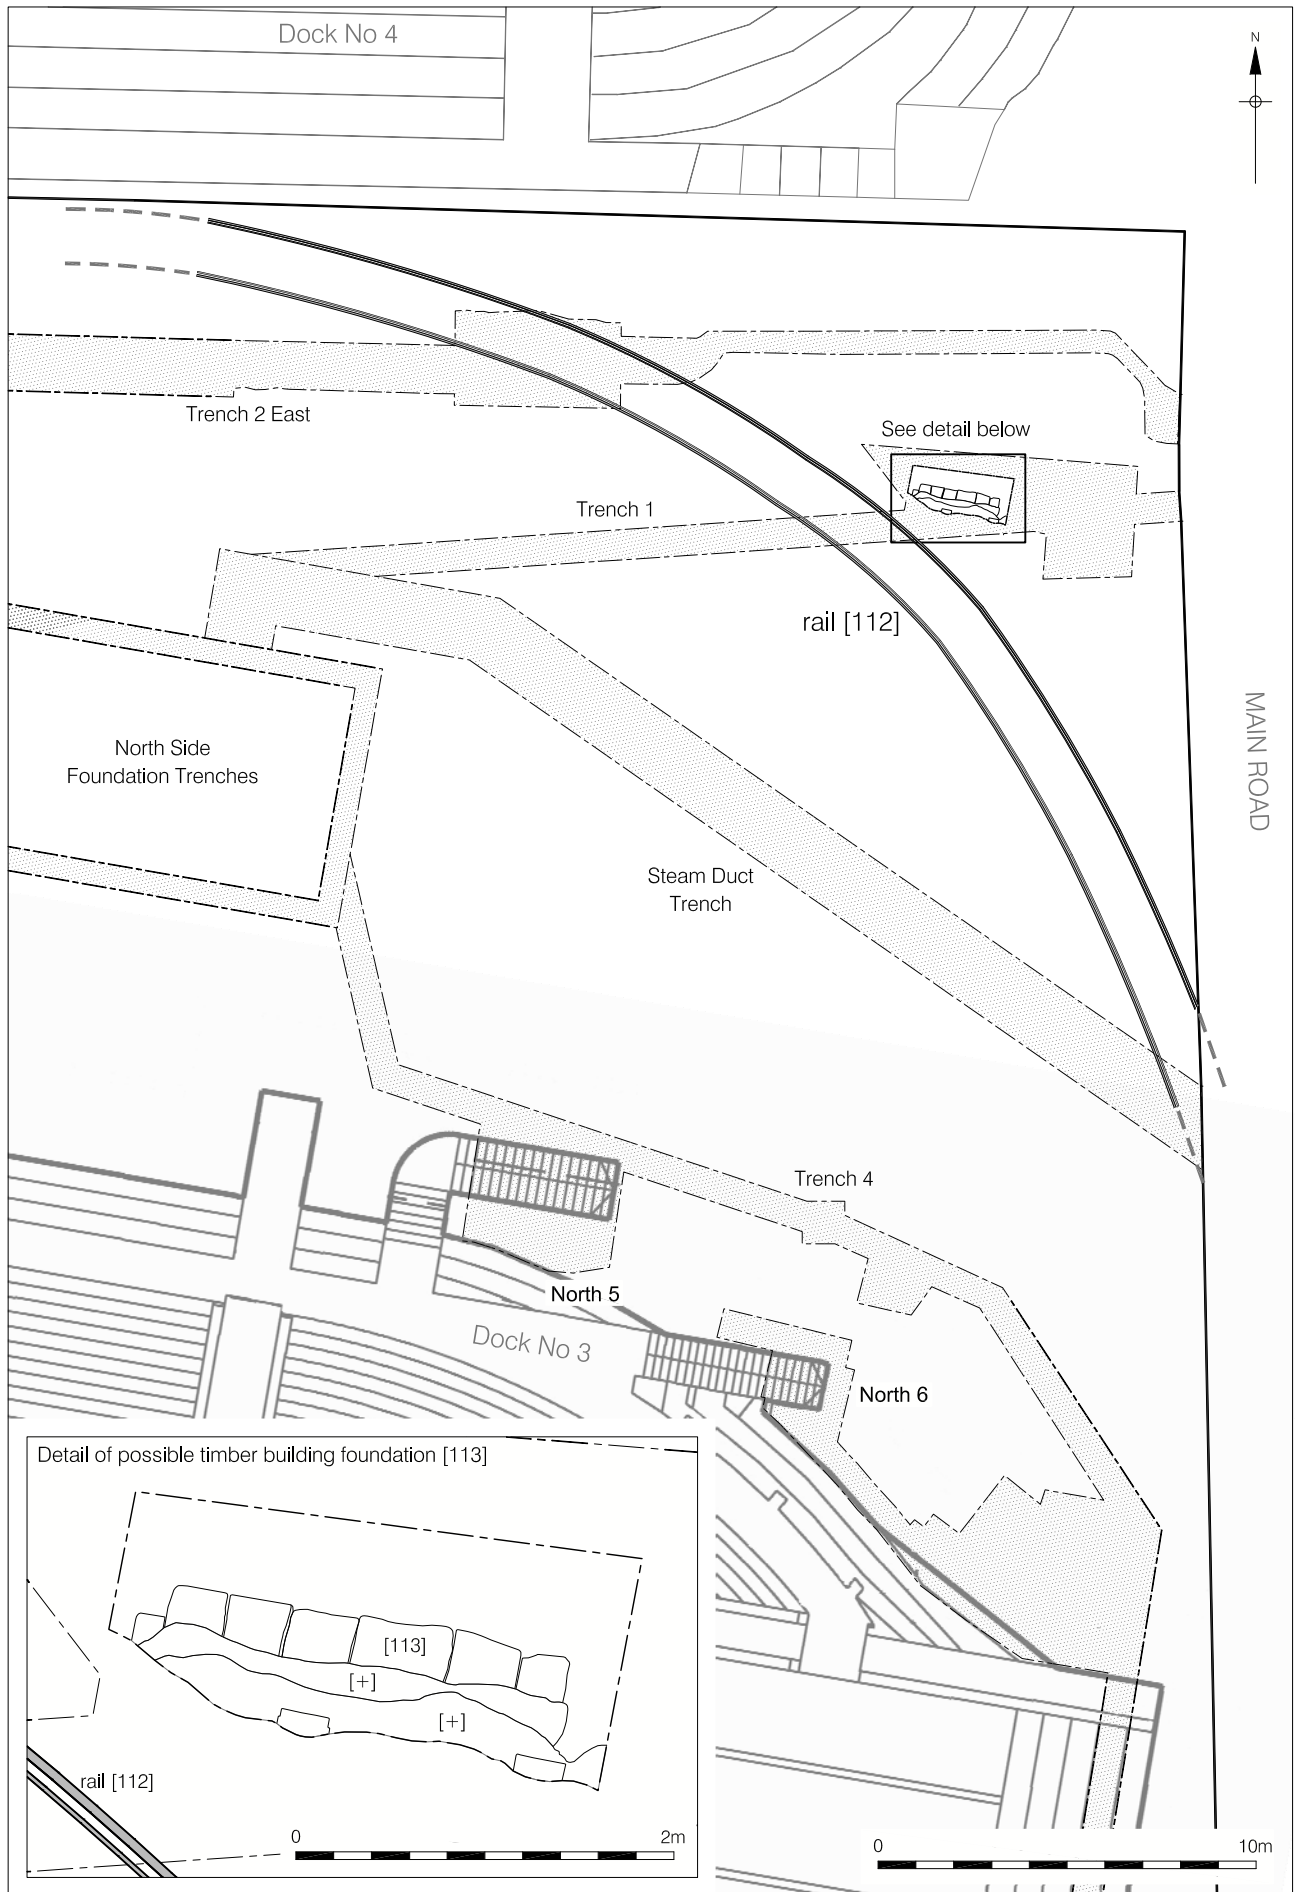 Dock No 4
N
Trench 2 East
See detail below
Trench 1
rail [112]
MAIN ROAD
North Side
Foundation Trenches
Steam Duct
Trench
Trench 4
North 5
Dock No 3
North 6
Detail of possible timber building foundation [113]
[113]
[+]
[+]
rail [112]
0 2m
0 10m